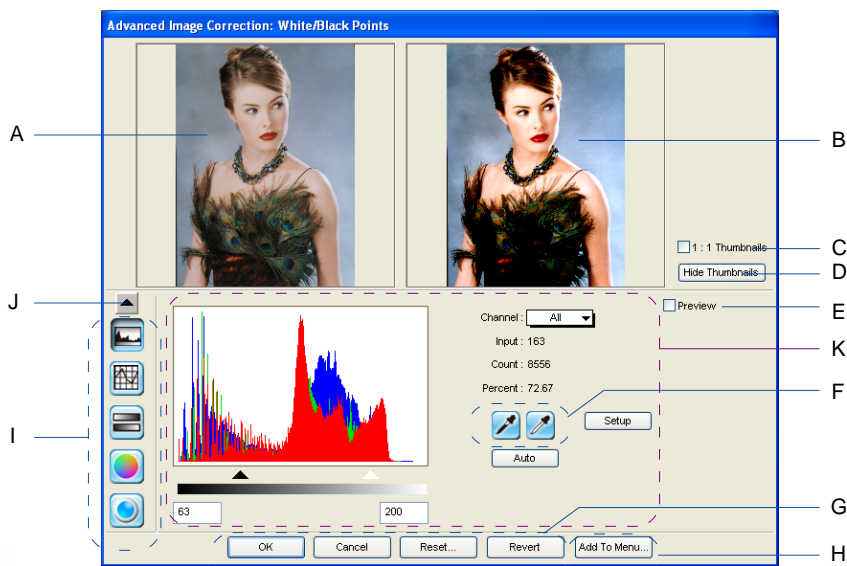 Advanced Image Correction: White/Black Points
A
B
1 : 1 Thumbnails
C
Hide Thumbnails
D
J
Preview
E
Channel : All
K
Input : 163
Count : 8556
Percent : 72.67
F
Setup
I
Auto
63
200
G
OK
Cancel
Reset...
Revert
Add To Menu...
H